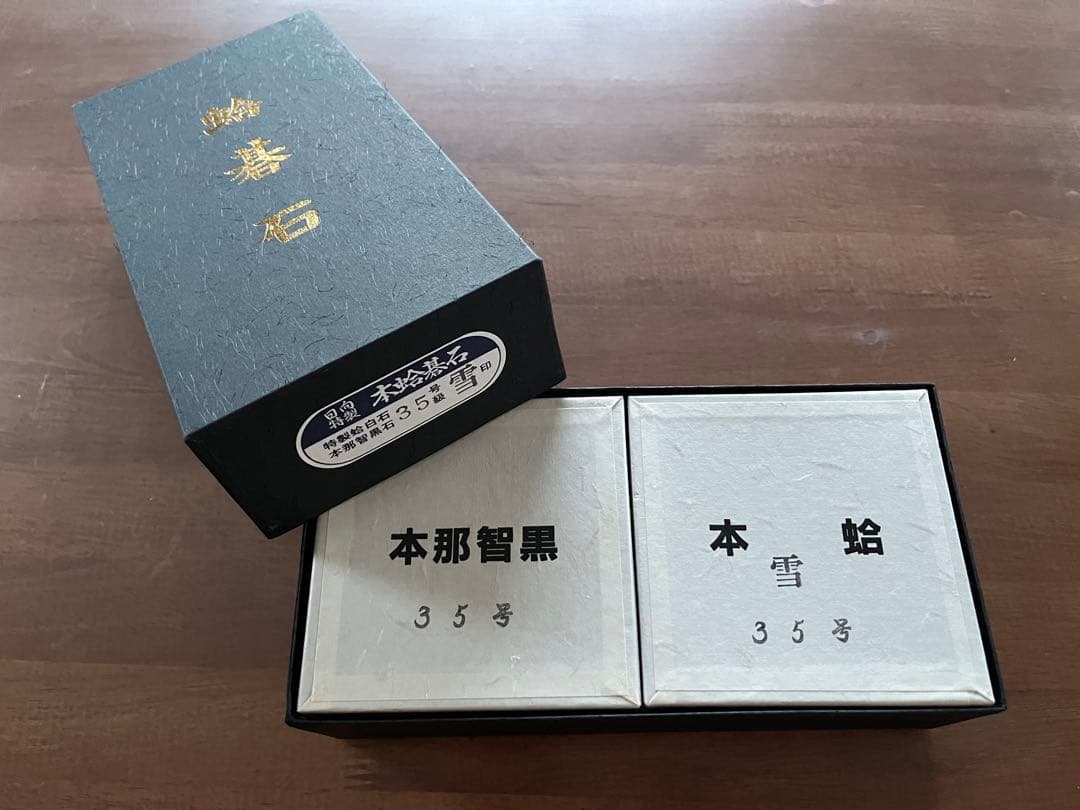 蛤碁石
日向特製 本蛤碁石
特製蛤白石 35号級 雪印
本那智黒石
本那智黒
35号
本 蛤
雪
35号